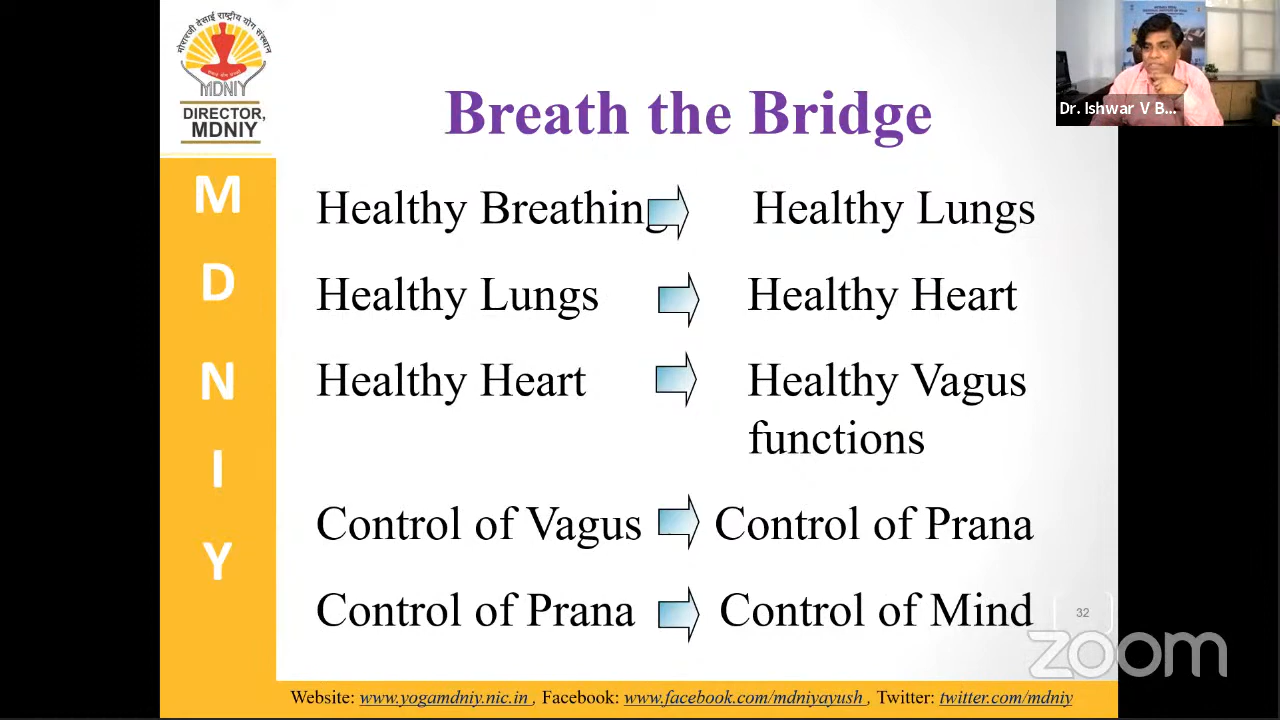 मोरारजी देसाई राष्ट्रीय योग संस्थान
MDNIY
DIRECTOR,
MDNIY
M
D
N
I
Y
Breath the Bridge
Healthy Breathing Healthy Lungs
Healthy Lungs Healthy Heart
Healthy Heart Healthy Vagus
functions
Control of Vagus Control of Prana
Control of Prana Control of Mind
32
zoom
Website: www.yogamdniy.nic.in , Facebook: www.facebook.com/mdniyayush , Twitter: twitter.com/mdniy
Dr. Ishwar V B...